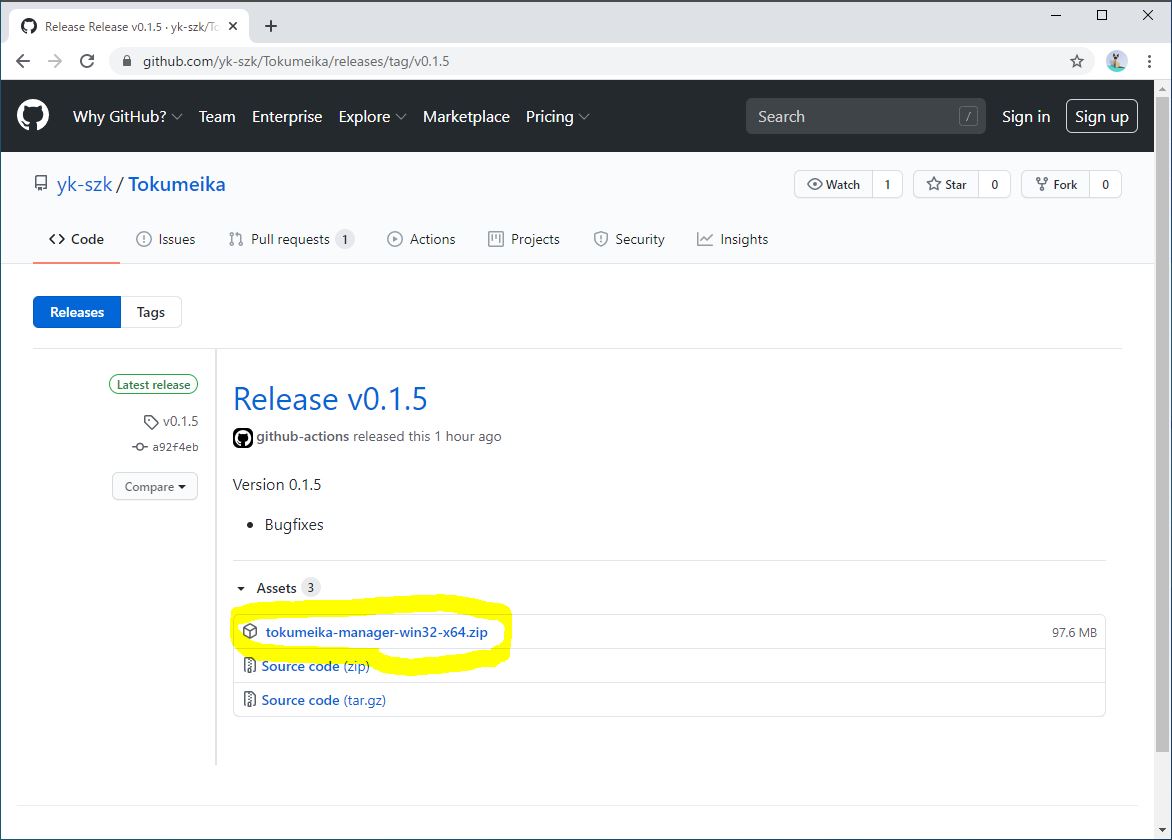 Release Release v0.1.5 · yk-szk/To
github.com/yk-szk/Tokumeika/releases/tag/v0.1.5
Why GitHub? Team Enterprise Explore Marketplace Pricing Search / Sign in Sign up
yk-szk / Tokumeika Watch 1 Star 0 Fork 0
Code Issues Pull requests 1 Actions Projects Security Insights
Releases Tags
Latest release
v0.1.5
a92f4eb
Compare
Release v0.1.5
github-actions released this 1 hour ago
Version 0.1.5
• Bugfixes
Assets 3
tokumeika-manager-win32-x64.zip 97.6 MB
Source code (zip)
Source code (tar.gz)